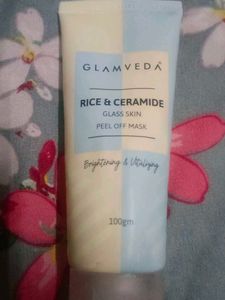 GLAMVEDA
RICE & CERAMIDE
GLASS SKIN
PEEL OFF MASK
Brightening & Vitalizing
100gm